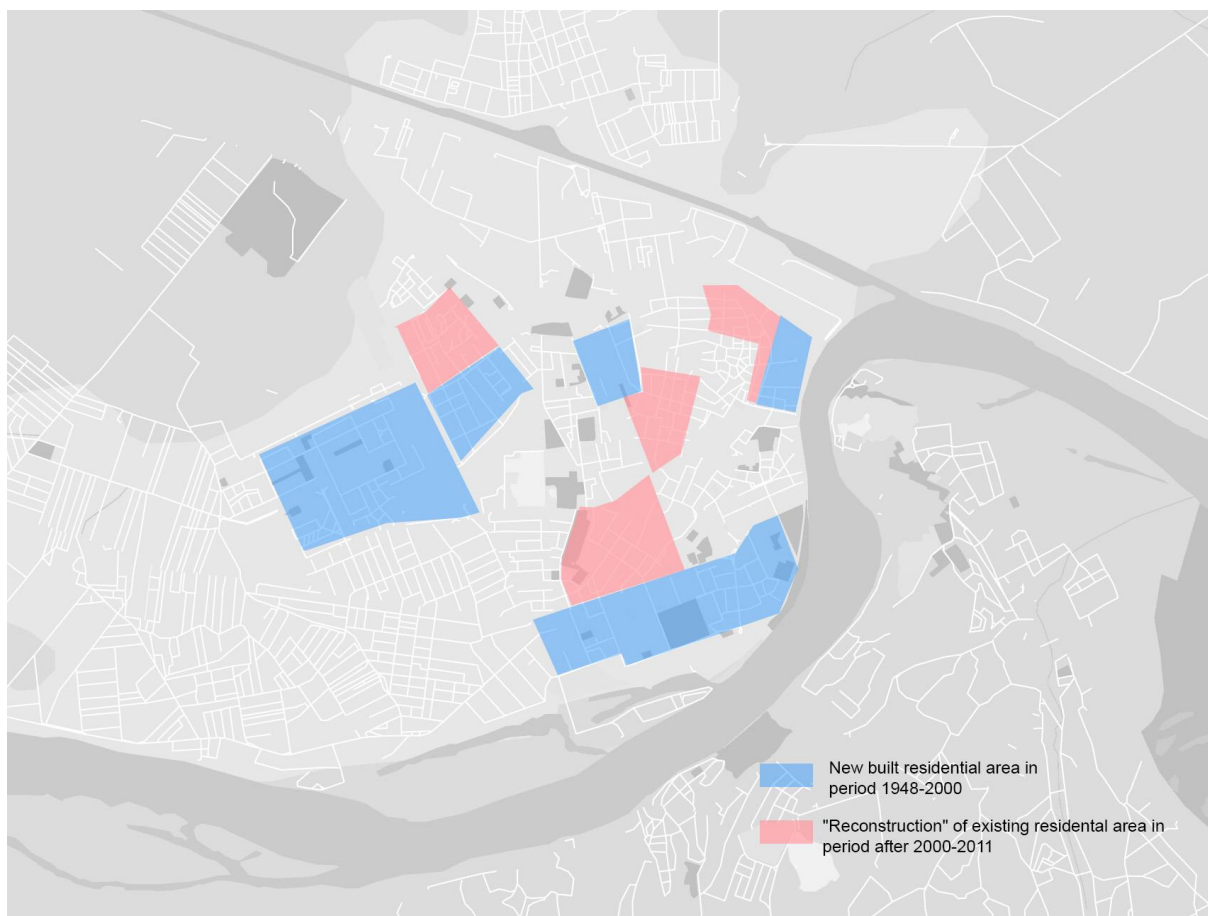 New built residential area in
period 1948-2000
"Reconstruction" of existing residental area in
period after 2000-2011